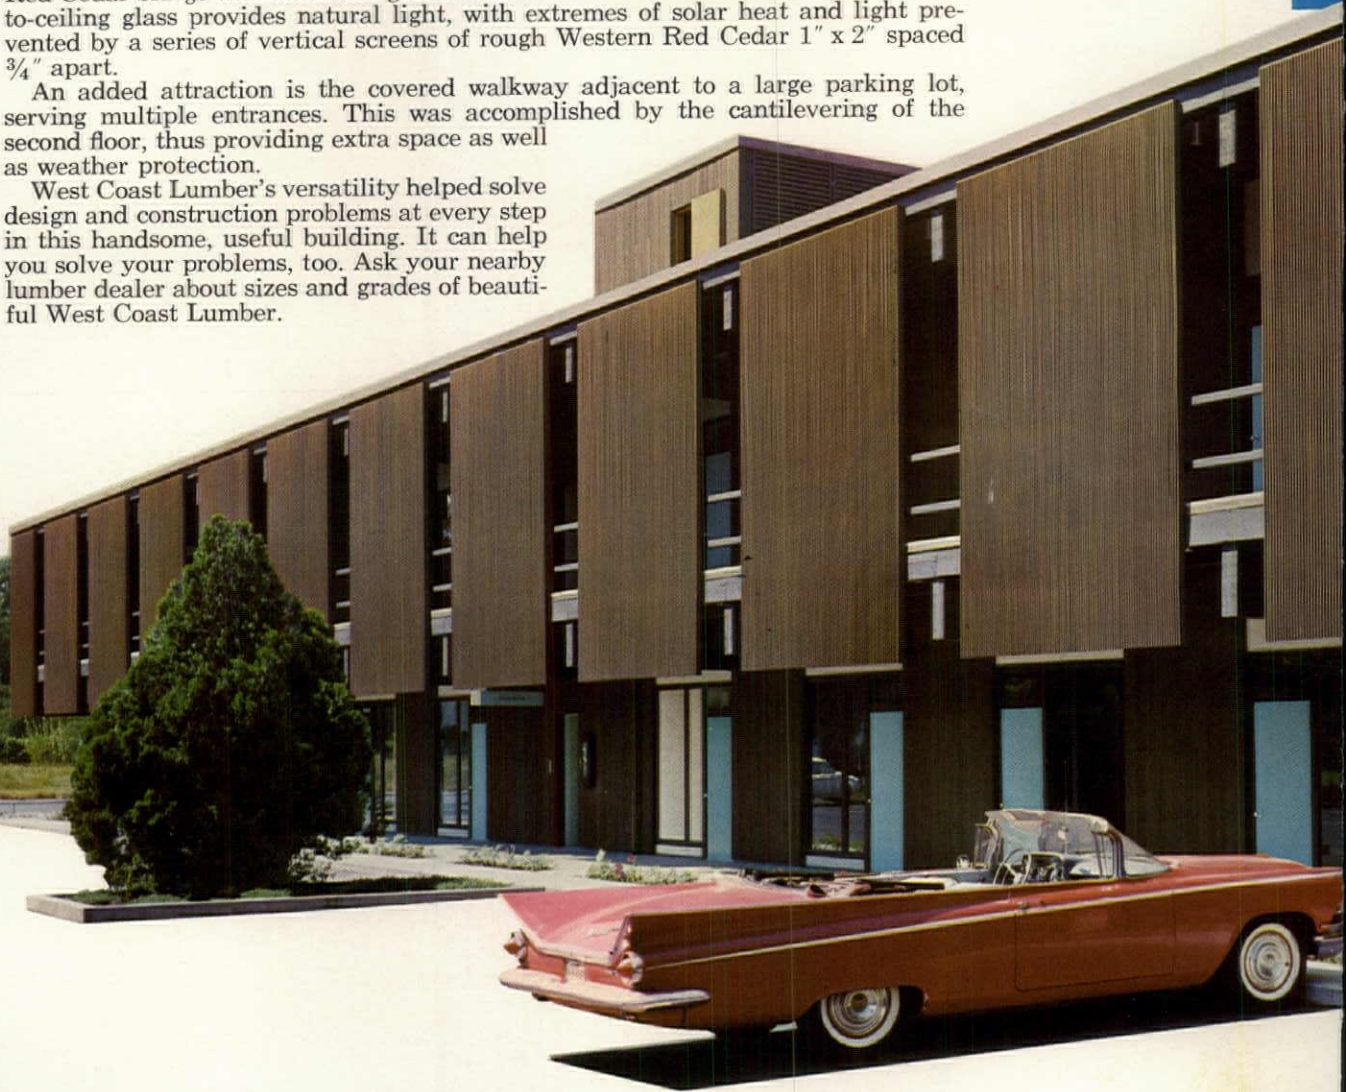 to-ceiling glass provides natural light, with extremes of solar heat and light pre-
vented by a series of vertical screens of rough Western Red Cedar 1″ x 2″ spaced
¾″ apart.
An added attraction is the covered walkway adjacent to a large parking lot,
serving multiple entrances. This was accomplished by the cantilevering of the
second floor, thus providing extra space as well
as weather protection.
West Coast Lumber's versatility helped solve
design and construction problems at every step
in this handsome, useful building. It can help
you solve your problems, too. Ask your nearby
lumber dealer about sizes and grades of beauti-
ful West Coast Lumber.